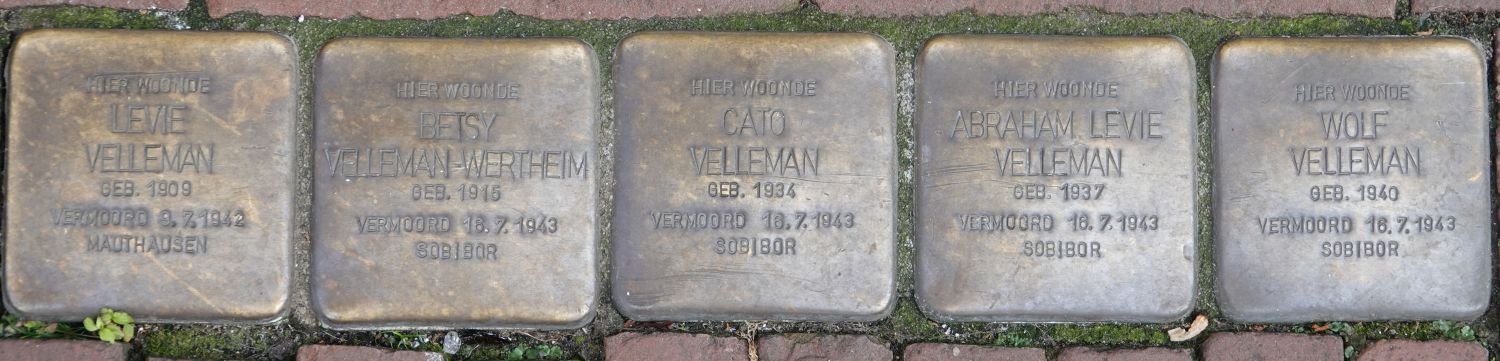 HIER WOONDE
LEVIE
VELLEMAN
GEB. 1909
VERMOORD 9.7.1942
MAUTHAUSEN
HIER WOONDE
BETSY
VELLEMAN-WERTHEIM
GEB. 1915
VERMOORD 16.7.1943
SOBIBOR
HIER WOONDE
CATO
VELLEMAN
GEB. 1934
VERMOORD 16.7.1943
SOBIBOR
HIER WOONDE
ABRAHAM LEVIE
VELLEMAN
GEB. 1937
VERMOORD 16.7.1943
SOBIBOR
HIER WOONDE
WOLF
VELLEMAN
GEB. 1940
VERMOORD 16.7.1943
SOBIBOR